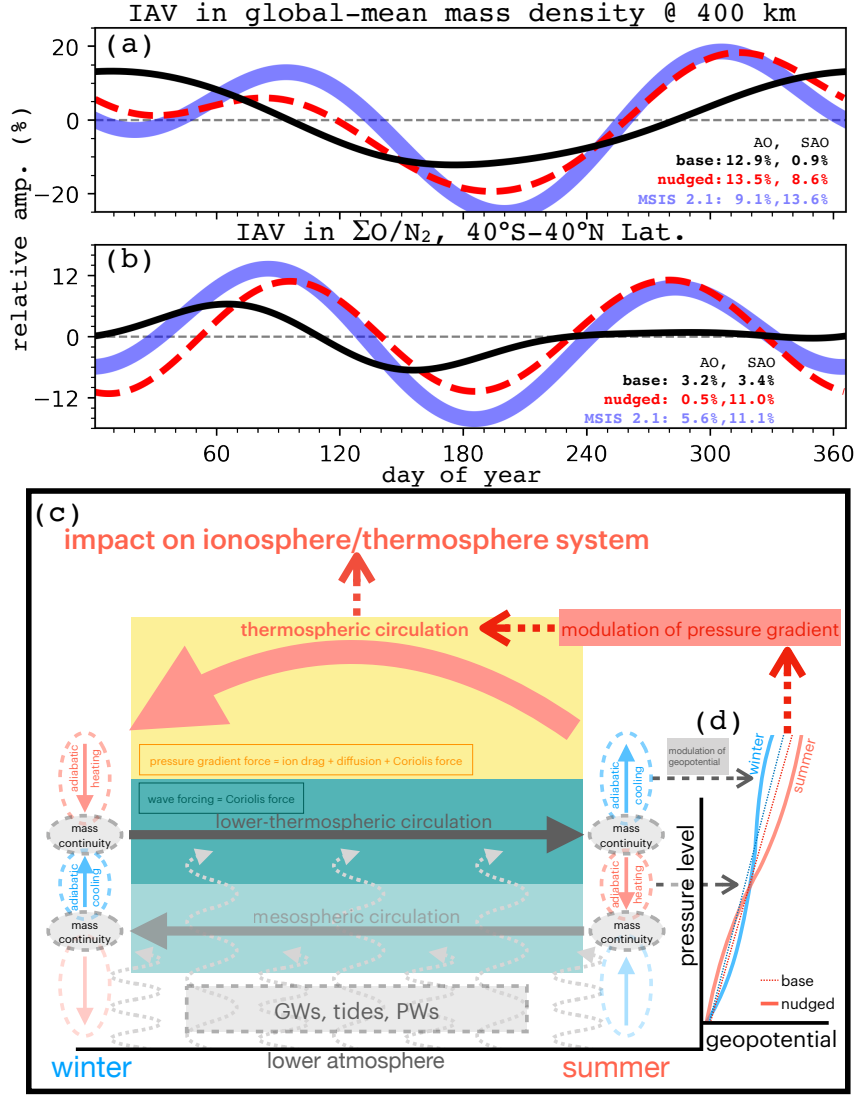 IAV in global-mean mass density @ 400 km
(a)
20
0
−20
AO, SAO
base: 12.9%, 0.9%
nudged: 13.5%, 8.6%
MSIS 2.1: 9.1%,13.6%
relative amp. (%)
IAV in ΣO/N₂, 40°S−40°N Lat.
(b)
12
0
−12
AO, SAO
base: 3.2%, 3.4%
nudged: 0.5%,11.0%
MSIS 2.1: 5.6%,11.1%
60 120 180 240 300 360
day of year
(c)
impact on ionosphere/thermosphere system
thermospheric circulation
modulation of pressure gradient
(d)
pressure gradient force = ion drag + diffusion + Coriolis force
wave forcing = Coriolis force
lower-thermospheric circulation
mesospheric circulation
GWs, tides, PWs
lower atmosphere
winter
summer
adiabatic
heating
mass
continuity
adiabatic
cooling
mass
continuity
adiabatic
cooling
mass
continuity
adiabatic
heating
mass
continuity
modulation of
geopotential
winter
summer
pressure level
base
nudged
geopotential